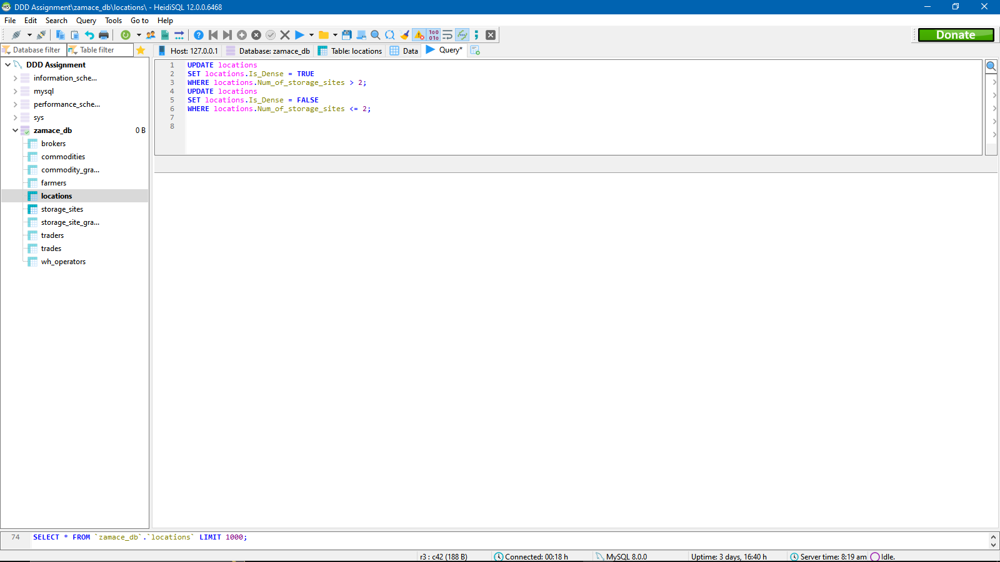 DDD Assignment\zamace_db\locations\ - HeidiSQL 12.0.0.6468
File Edit Search Query Tools Go to Help
Donate
Database filter Table filter
Host: 127.0.0.1 Database: zamace_db Table: locations Data Query*
DDD Assignment
information_sche...
mysql
performance_sche...
sys
zamace_db 0 B
brokers
commodities
commodity_gra...
farmers
locations
storage_sites
storage_site_gra...
traders
trades
wh_operators
1 UPDATE locations
2 SET locations.Is_Dense = TRUE
3 WHERE locations.Num_of_storage_sites > 2;
4 UPDATE locations
5 SET locations.Is_Dense = FALSE
6 WHERE locations.Num_of_storage_sites <= 2;
7
8
74 SELECT * FROM `zamace_db`.`locations` LIMIT 1000;
r3 : c42 (188 B) Connected: 00:18 h MySQL 8.0.0 Uptime: 3 days, 16:40 h Server time: 8:19 am Idle.